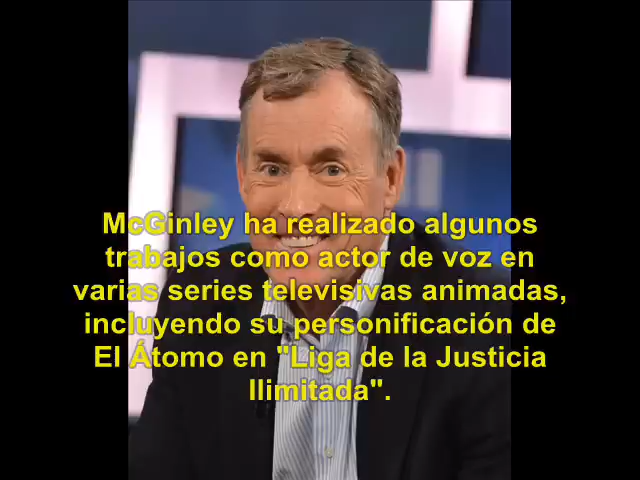 McGinley ha realizado algunos
trabajos como actor de voz en
varias series televisivas animadas,
incluyendo su personificación de
El Átomo en "Liga de la Justicia
Ilimitada".